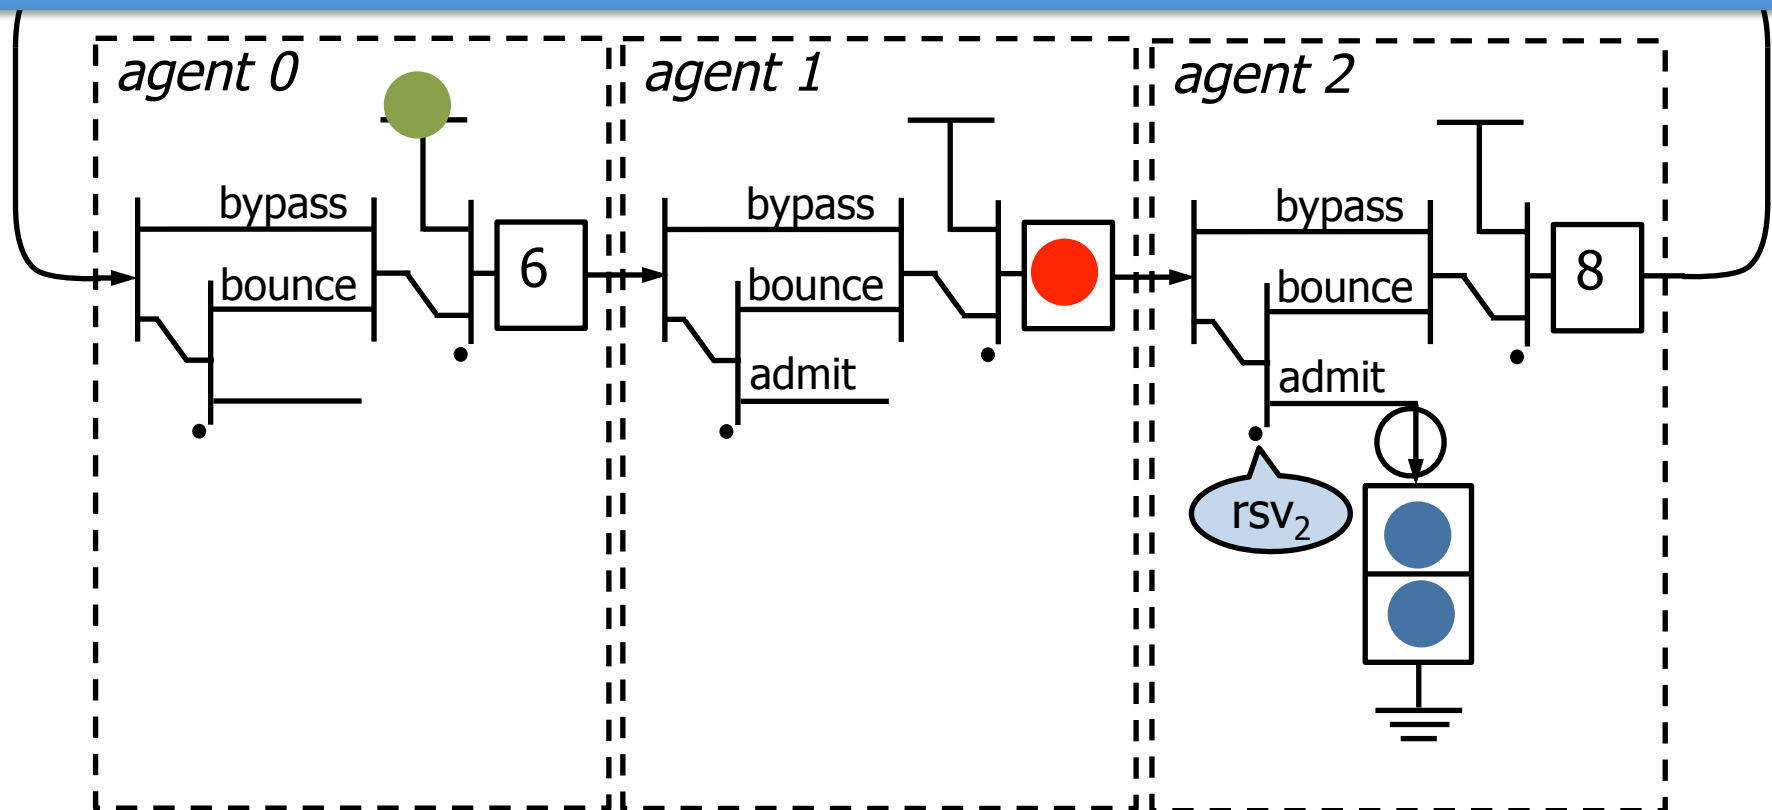 agent 0
agent 1
agent 2
bypass
bypass
bypass
bounce
6
bounce
bounce
8
admit
admit
rsv₂